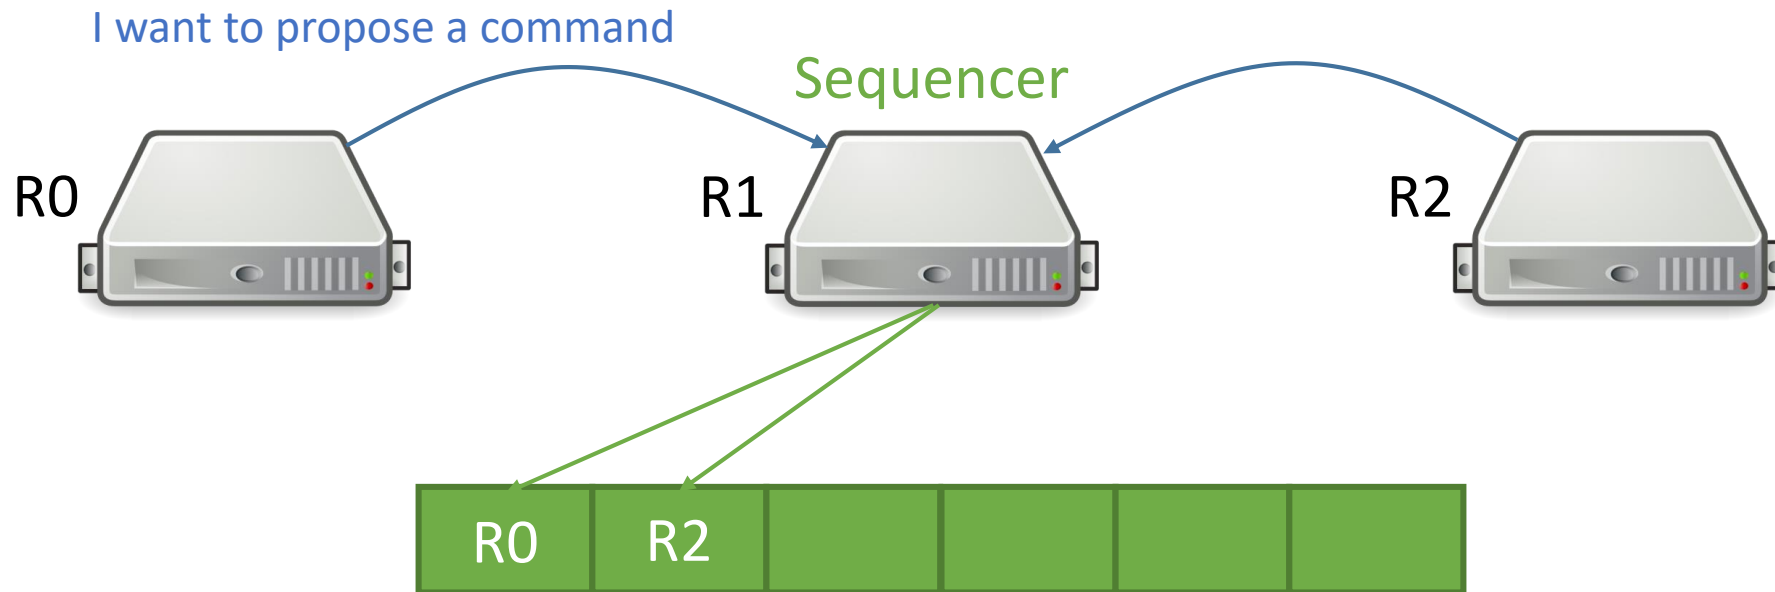 I want to propose a command
Sequencer
R0
R1
R2
R0
R2